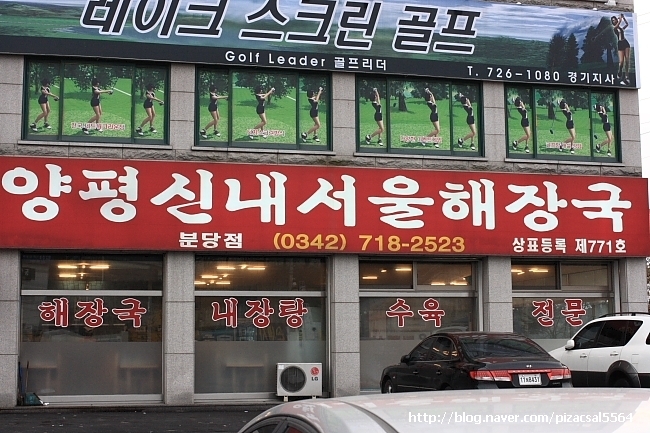 레이크 스크린 골프
Golf Leader 골프리더
T. 726-1080 경기지사
양평신내서울해장국
분당점 (0342) 718-2523 상표등록 제771호
해장국 내장탕 수육 전문
LG
http://blog.naver.com/pizacsal5564